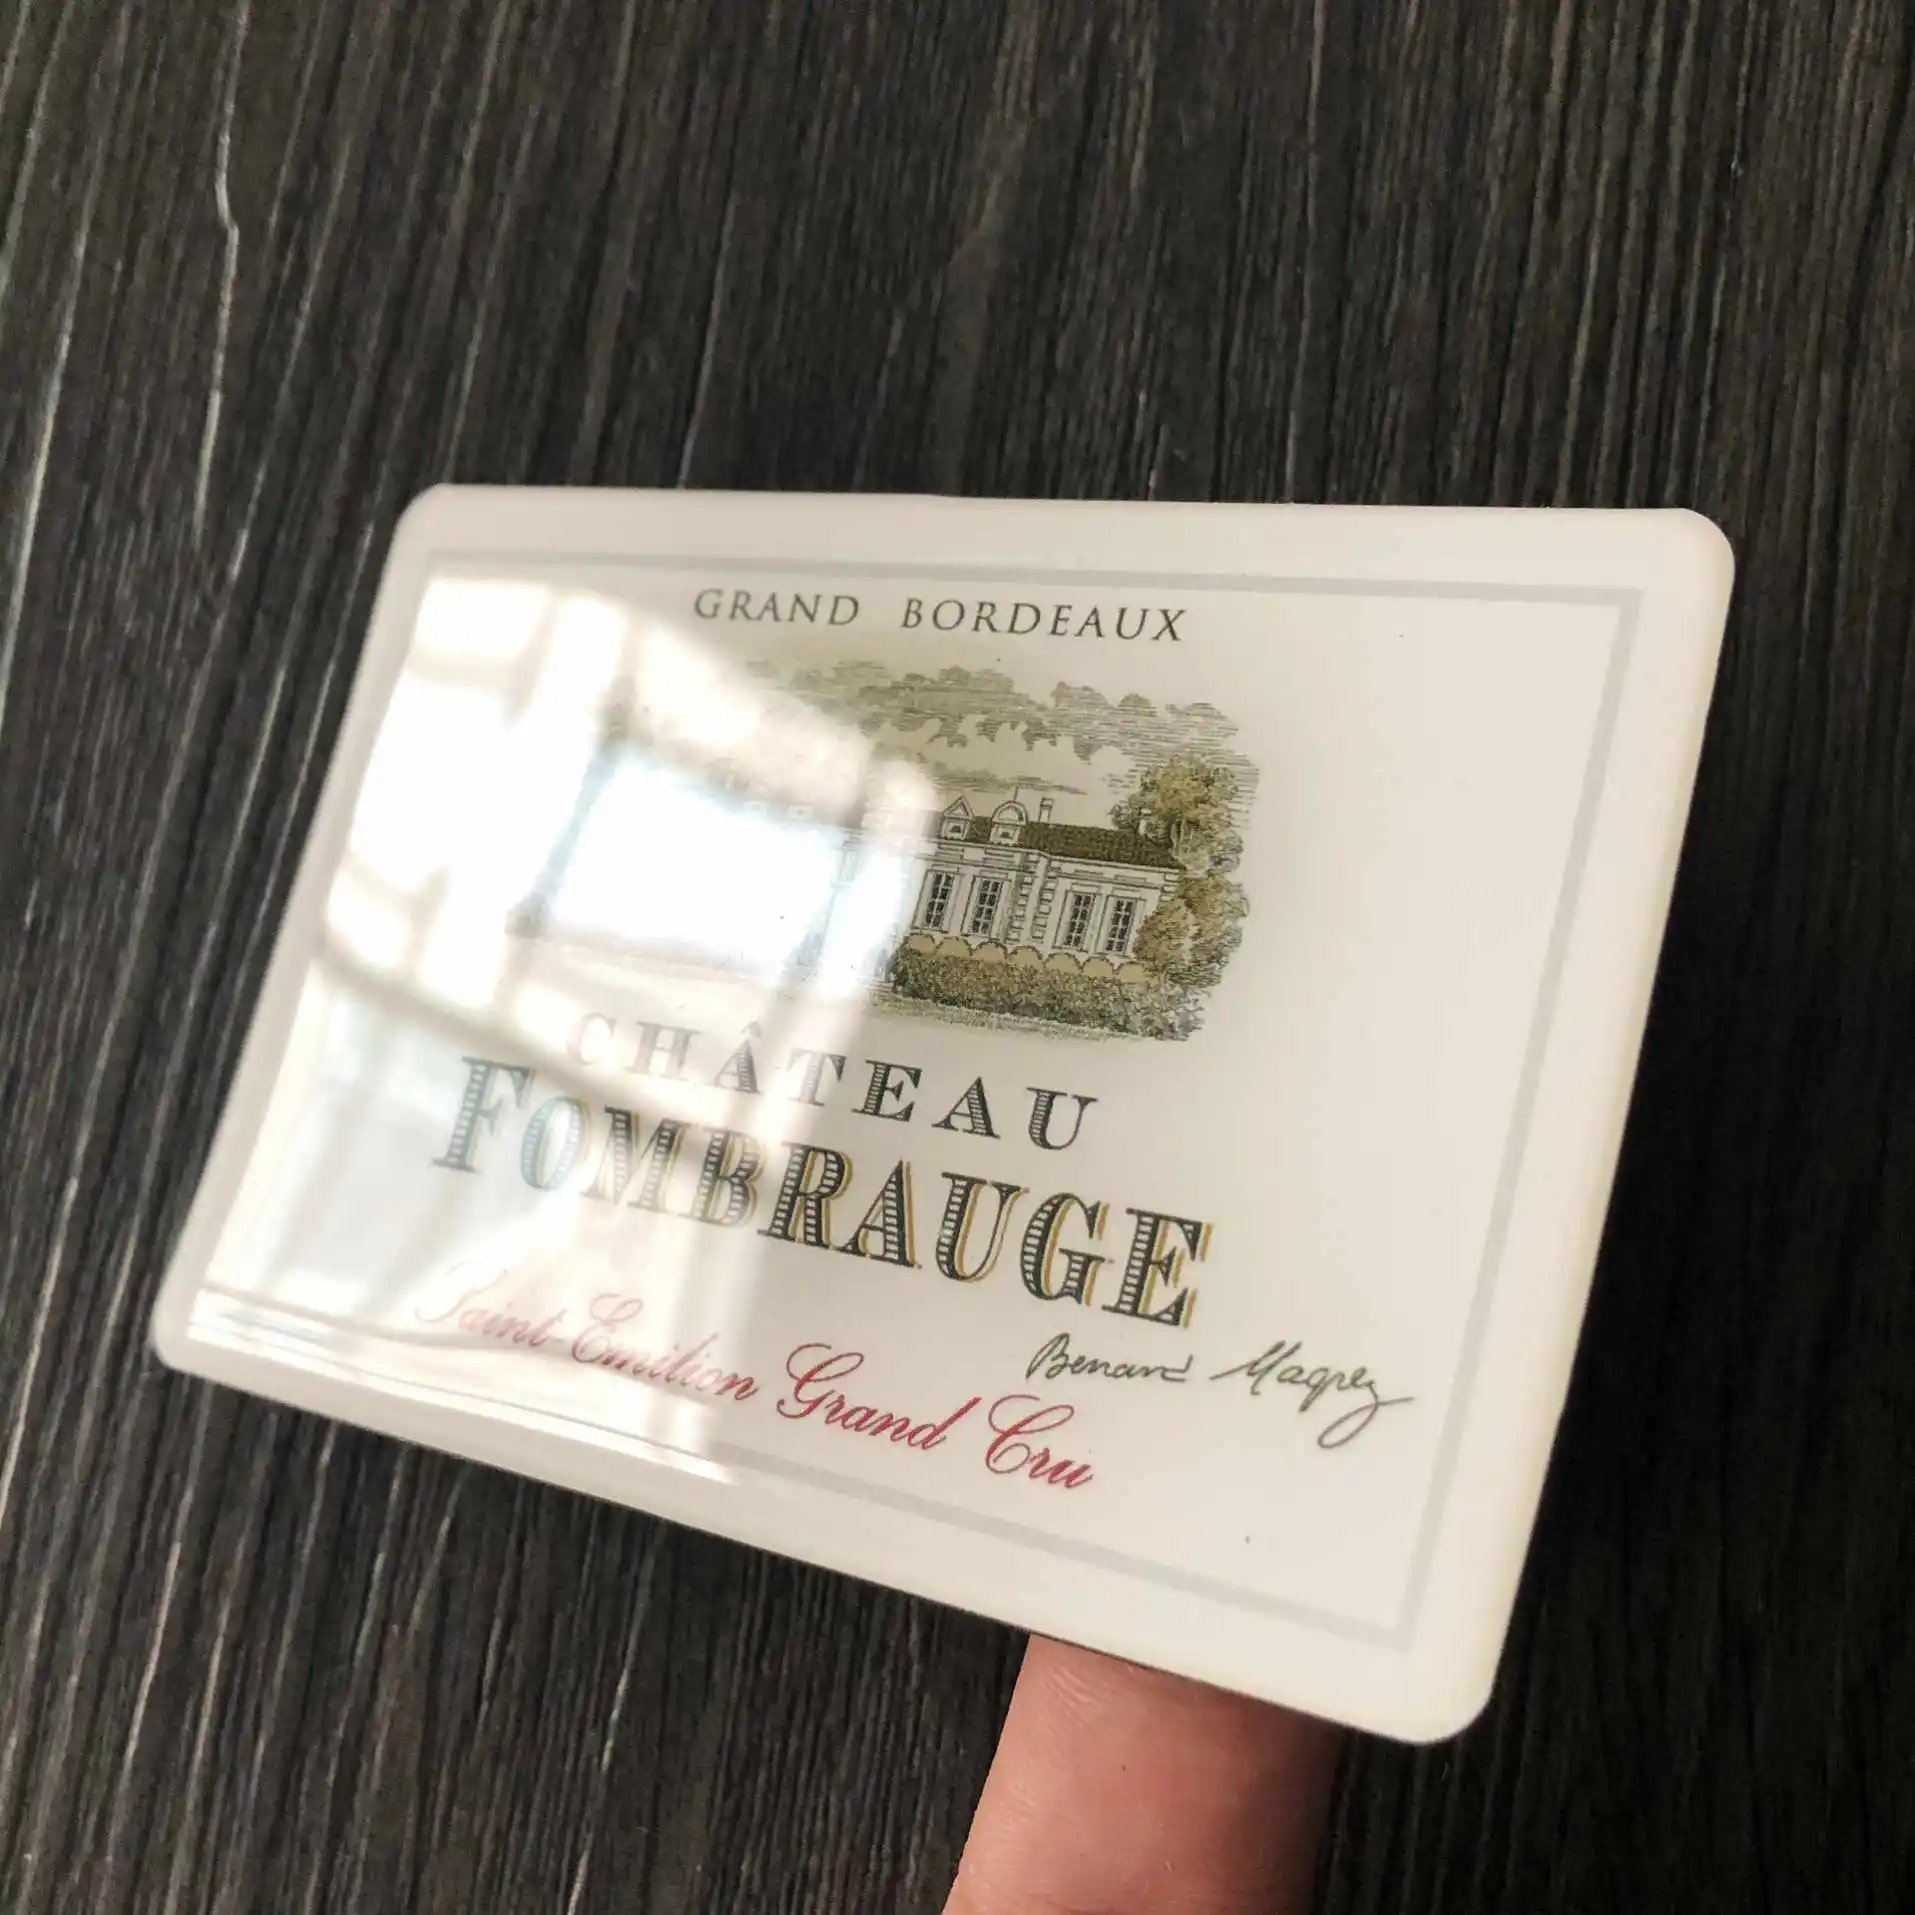 GRAND BORDEAUX
CHÂTEAU
FOMBRAUGE
Saint-Emilion Grand Cru
Bernard Magrez